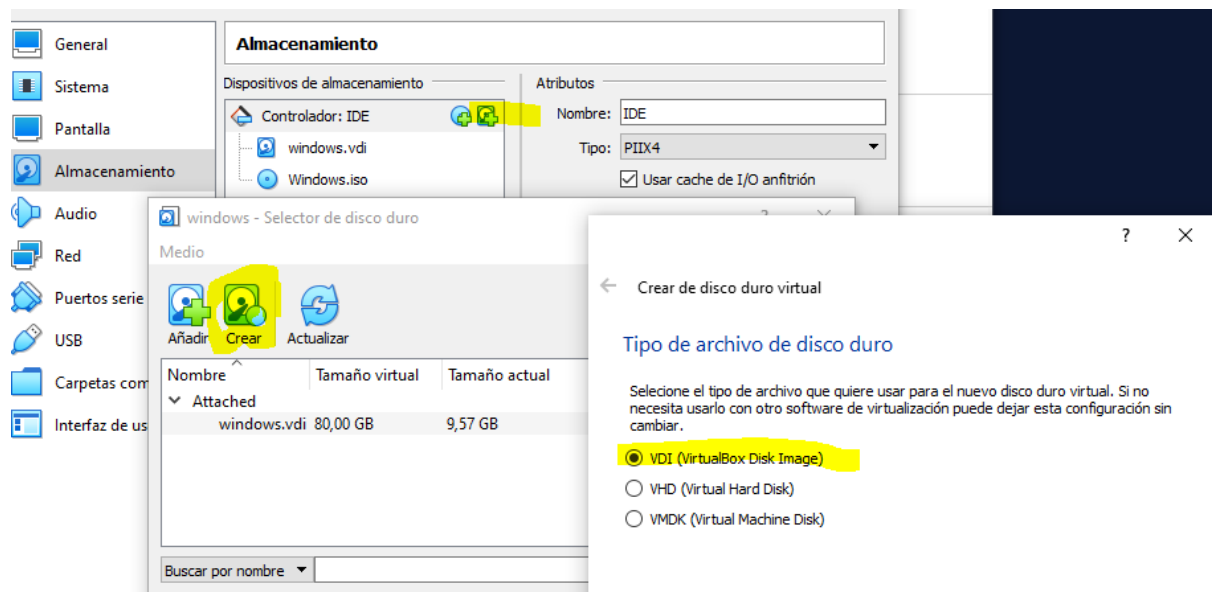 General
Sistema
Pantalla
Almacenamiento
Audio
Red
Puertos serie
USB
Carpetas com
Interfaz de us
Almacenamiento
Dispositivos de almacenamiento
Controlador: IDE
windows.vdi
Windows.iso
Atributos
Nombre: IDE
Tipo: PIIX4
Usar cache de I/O anfitrión
windows - Selector de disco duro
Medio
Añadir Crear Actualizar
Nombre Tamaño virtual Tamaño actual
Attached
windows.vdi 80,00 GB 9,57 GB
Buscar por nombre
?
Crear de disco duro virtual
Tipo de archivo de disco duro
Selecione el tipo de archivo que quiere usar para el nuevo disco duro virtual. Si no
necesita usarlo con otro software de virtualización puede dejar esta configuración sin
cambiar.
VDI (VirtualBox Disk Image)
VHD (Virtual Hard Disk)
VMDK (Virtual Machine Disk)